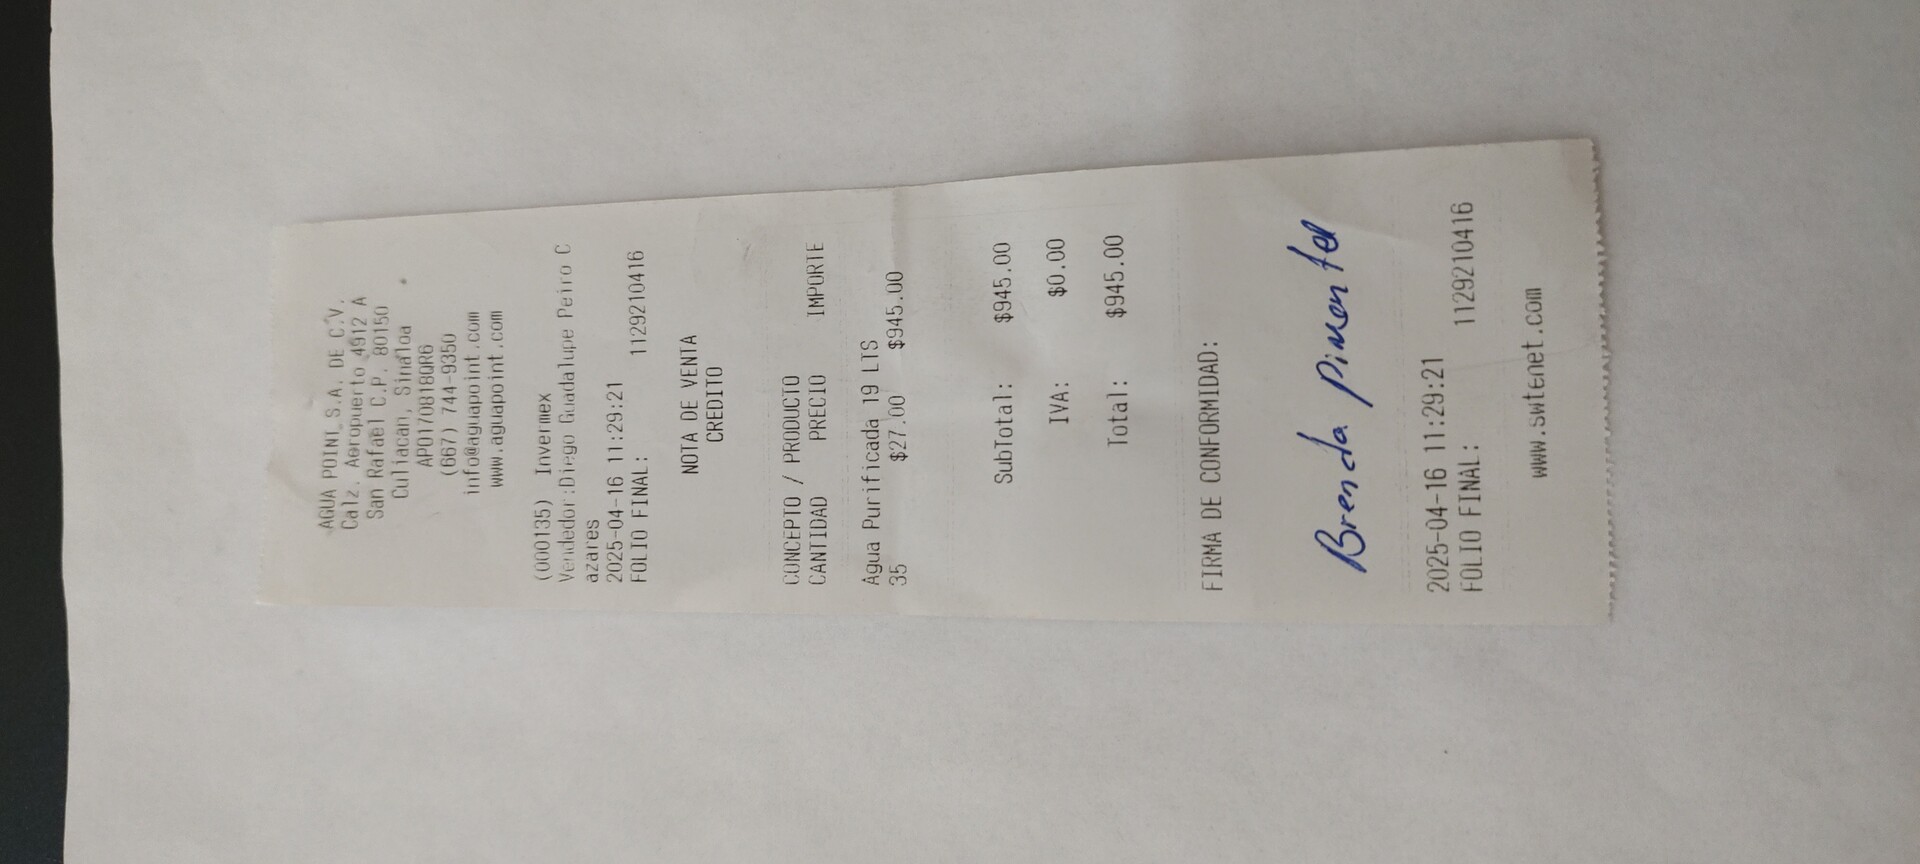 AGUA POINT S.A. DE C.V.
Calz. Aeropuerto 4912 A
San Rafael C.P. 80150
Culiacan, Sinaloa
APO170818QR6
(667) 744-9350
info@aguapoint.com
www.aguapoint.com
(000135) Invermex
Vendedor:Diego Guadalupe Peiro C
azares
2025-04-16 11:29:21
FOLIO FINAL: 1129210416
NOTA DE VENTA
CREDITO
CONCEPTO / PRODUCTO
CANTIDAD PRECIO IMPORTE
Agua Purificada 19 LTS
35 $27.00 $945.00
SubTotal: $945.00
IVA: $0.00
Total: $945.00
FIRMA DE CONFORMIDAD:
Brenda Pimentel
2025-04-16 11:29:21
FOLIO FINAL: 1129210416
www.swtenet.com